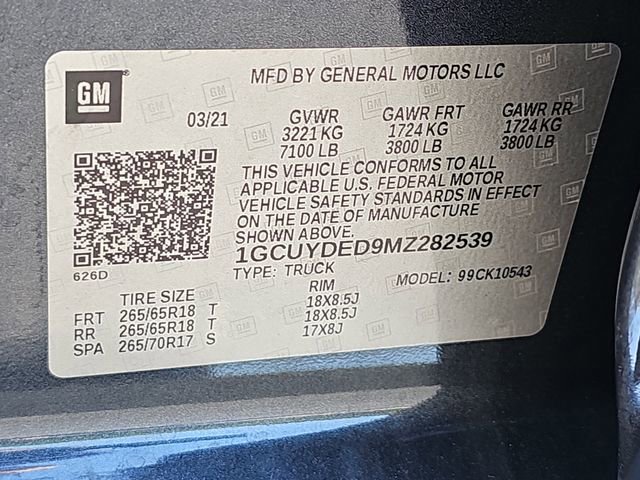 GM
MFD BY GENERAL MOTORS LLC
03/21 GVWR GAWR FRT GAWR RR
3221 KG 1724 KG 1724 KG
7100 LB 3800 LB 3800 LB
THIS VEHICLE CONFORMS TO ALL
APPLICABLE U.S. FEDERAL MOTOR
VEHICLE SAFETY STANDARDS IN EFFECT
ON THE DATE OF MANUFACTURE
SHOWN ABOVE.
1GCUYDED9MZ282539
626D
TYPE: TRUCK MODEL: 99CK10543
TIRE SIZE RIM
FRT 265/65R18 T 18X8.5J
RR 265/65R18 T 18X8.5J
SPA 265/70R17 S 17X8J